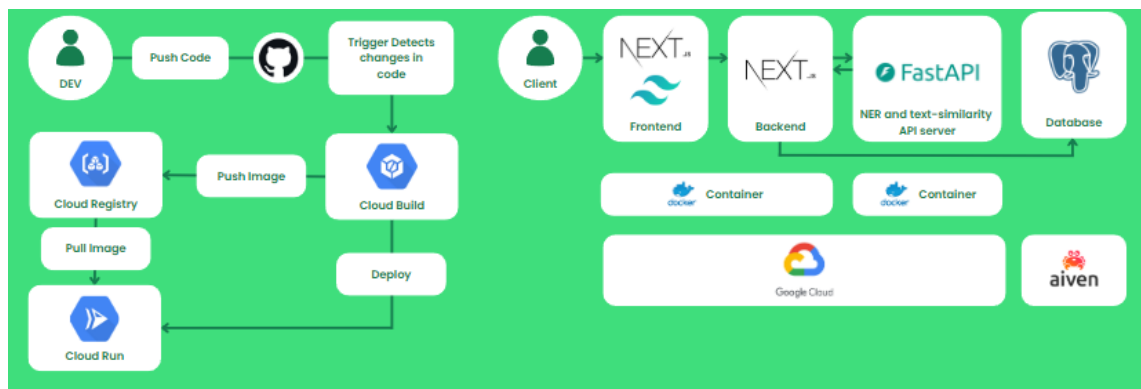 DEV
Push Code
Trigger Detects
changes in
code
Cloud Registry
Push Image
Cloud Build
Pull Image
Deploy
Cloud Run
Client
NEXT.JS
Frontend
NEXT.JS
Backend
FastAPI
NER and text-similarity
API server
Database
docker
Container
docker
Container
Google Cloud
aiven